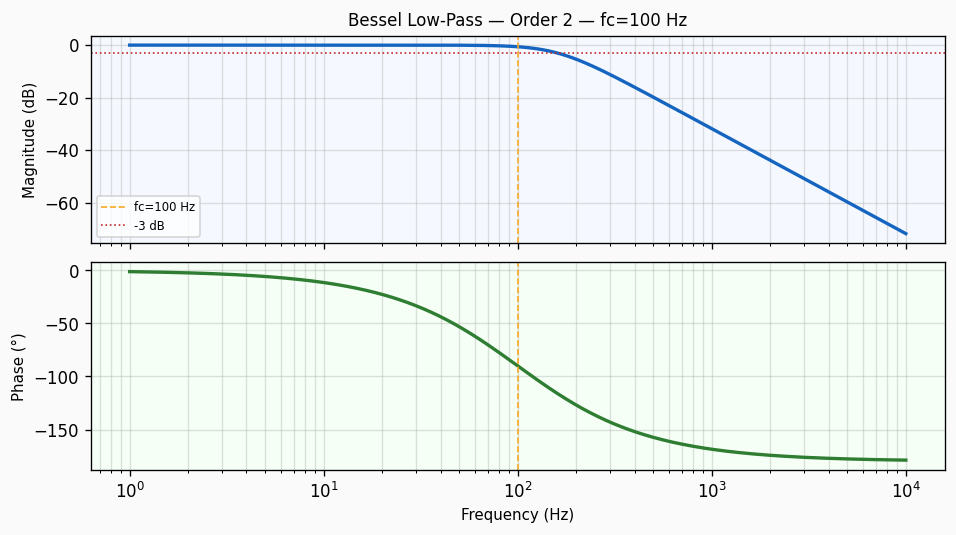 Bessel Low-Pass — Order 2 — fc=100 Hz
Magnitude (dB)
0
−20
−40
−60
fc=100 Hz
-3 dB
Phase (°)
0
−50
−100
−150
10⁰ 10¹ 10² 10³ 10⁴
Frequency (Hz)